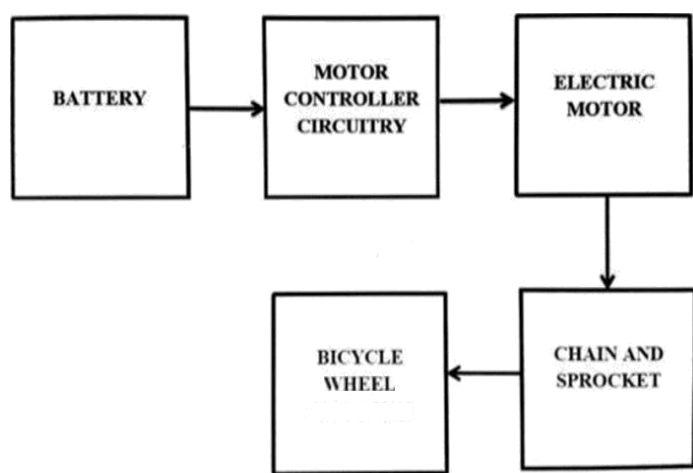 BATTERY
MOTOR
CONTROLLER
CIRCUITRY
ELECTRIC
MOTOR
CHAIN AND
SPROCKET
BICYCLE
WHEEL